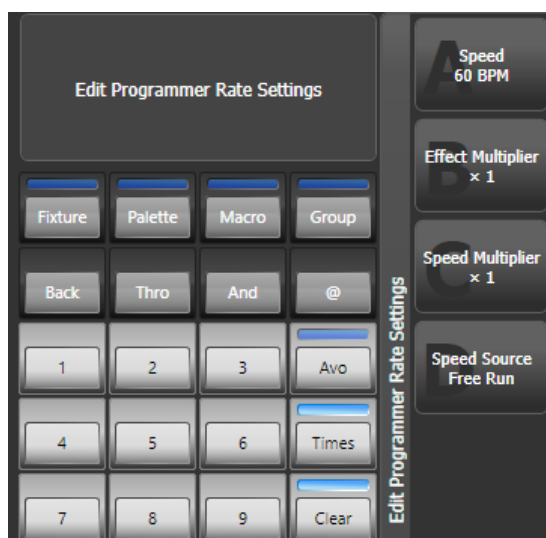 Edit Programmer Rate Settings
Fixture
Palette
Macro
Group
Back
Thro
And
@
1
2
3
Avo
4
5
6
Times
7
8
9
Clear
Edit Programmer Rate Settings
A
Speed
60 BPM
B
Effect Multiplier
× 1
C
Speed Multiplier
× 1
D
Speed Source
Free Run